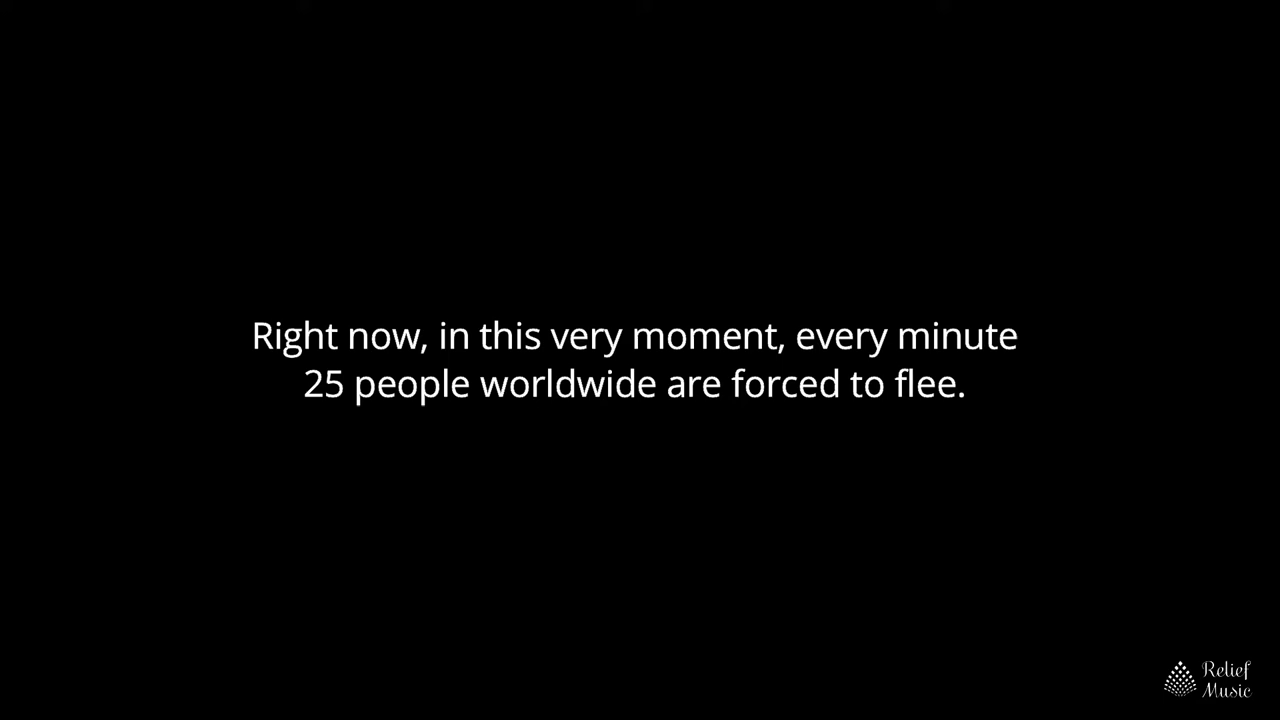 Right now, in this very moment, every minute
25 people worldwide are forced to flee.
Relief
Music